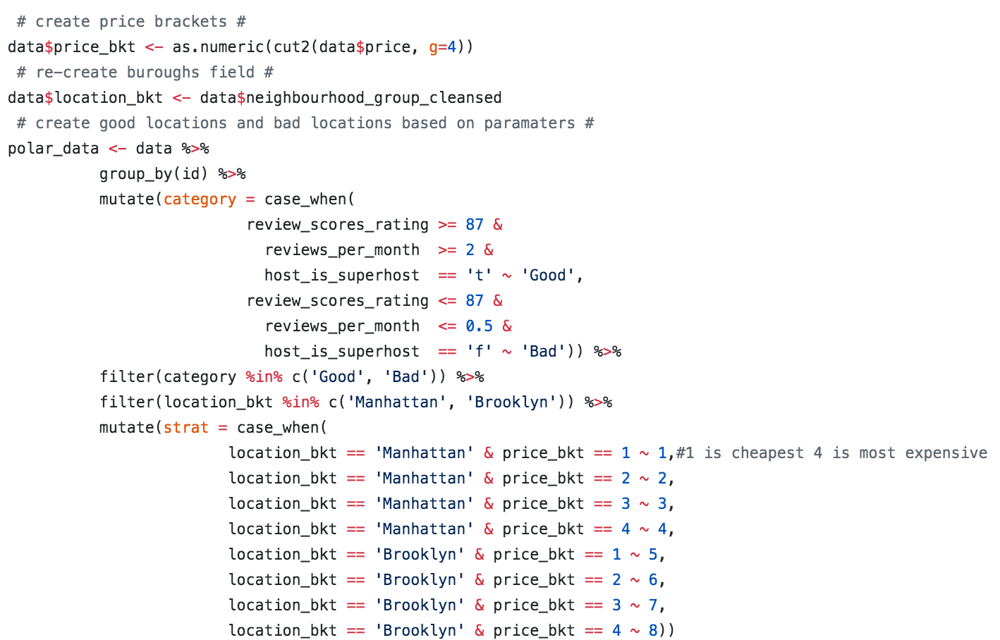 # create price brackets #
data$price_bkt <- as.numeric(cut2(data$price, g=4))
# re-create buroughs field #
data$location_bkt <- data$neighbourhood_group_cleansed
# create good locations and bad locations based on paramaters #
polar_data <- data %>%
group_by(id) %>%
mutate(category = case_when(
review_scores_rating >= 87 &
reviews_per_month >= 2 &
host_is_superhost == 't' ~ 'Good',
review_scores_rating <= 87 &
reviews_per_month <= 0.5 &
host_is_superhost == 'f' ~ 'Bad')) %>%
filter(category %in% c('Good', 'Bad')) %>%
filter(location_bkt %in% c('Manhattan', 'Brooklyn')) %>%
mutate(strat = case_when(
location_bkt == 'Manhattan' & price_bkt == 1 ~ 1,#1 is cheapest 4 is most expensive
location_bkt == 'Manhattan' & price_bkt == 2 ~ 2,
location_bkt == 'Manhattan' & price_bkt == 3 ~ 3,
location_bkt == 'Manhattan' & price_bkt == 4 ~ 4,
location_bkt == 'Brooklyn' & price_bkt == 1 ~ 5,
location_bkt == 'Brooklyn' & price_bkt == 2 ~ 6,
location_bkt == 'Brooklyn' & price_bkt == 3 ~ 7,
location_bkt == 'Brooklyn' & price_bkt == 4 ~ 8))